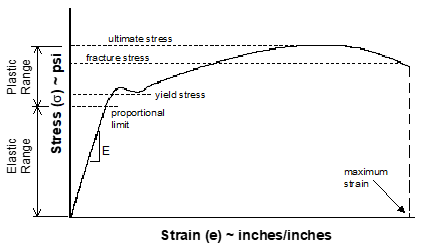 ultimate stress
fracture stress
Plastic
Range
Stress (σ) ~ psi
yield stress
proportional
limit
Elastic
Range
E
maximum
strain
Strain (e) ~ inches/inches